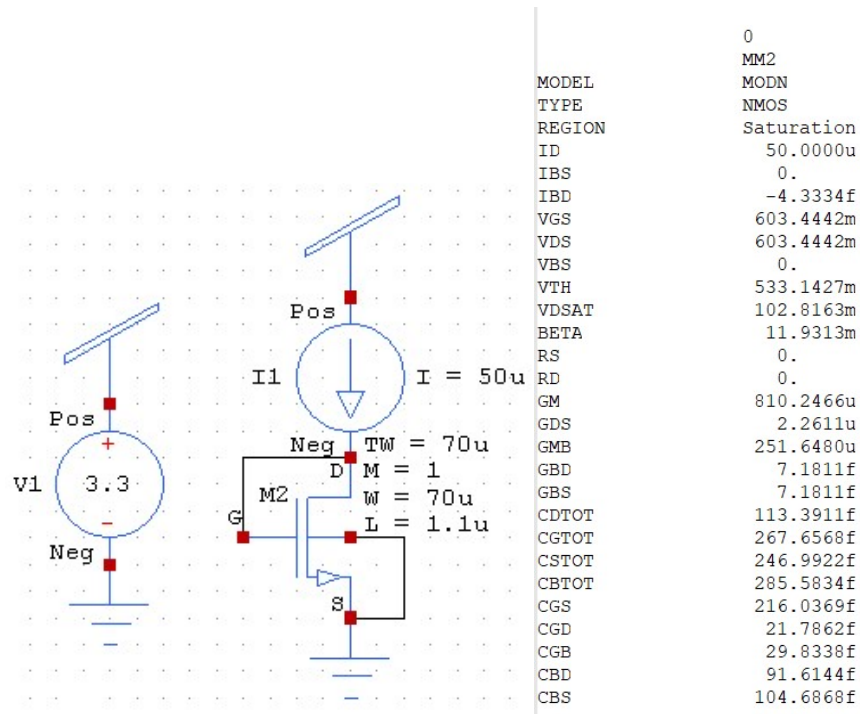 Pos
V1
3.3
+
−
Neg
Pos
I1
I = 50u
Neg
TW = 70u
D
M = 1
M2
W = 70u
G
L = 1.1u
S
0
MM2
MODEL MODN
TYPE NMOS
REGION Saturation
ID 50.0000u
IBS 0.
IBD -4.3334f
VGS 603.4442m
VDS 603.4442m
VBS 0.
VTH 533.1427m
VDSAT 102.8163m
BETA 11.9313m
RS 0.
RD 0.
GM 810.2466u
GDS 2.2611u
GMB 251.6480u
GBD 7.1811f
GBS 7.1811f
CDTOT 113.3911f
CGTOT 267.6568f
CSTOT 246.9922f
CBTOT 285.5834f
CGS 216.0369f
CGD 21.7862f
CGB 29.8338f
CBD 91.6144f
CBS 104.6868f